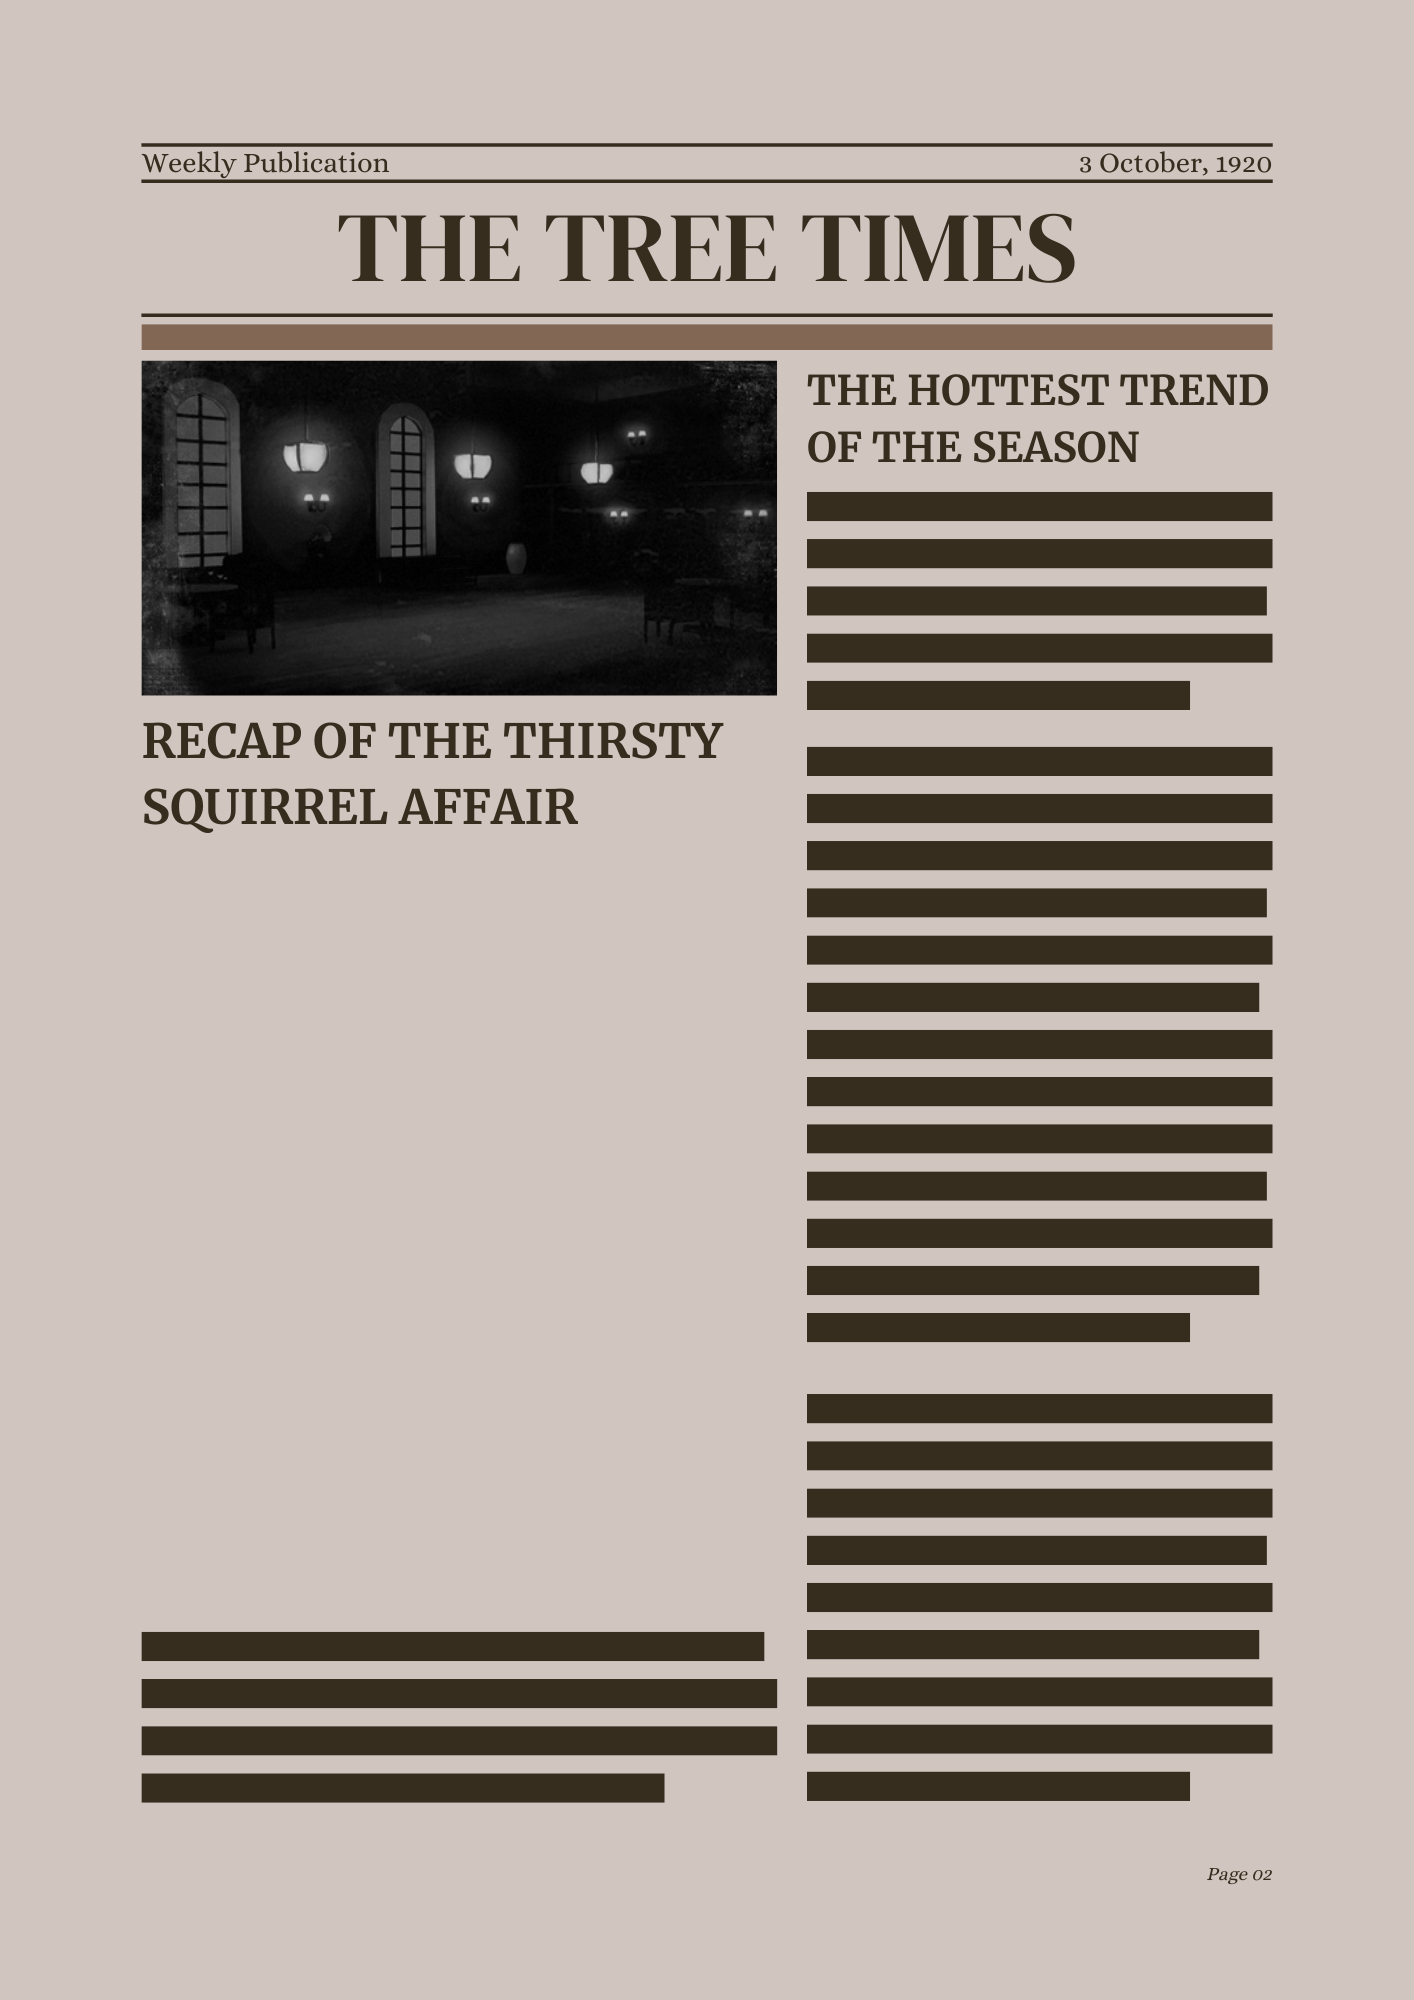 Weekly Publication
3 October, 1920
THE TREE TIMES
RECAP OF THE THIRSTY
SQUIRREL AFFAIR
THE HOTTEST TREND
OF THE SEASON
Page 02